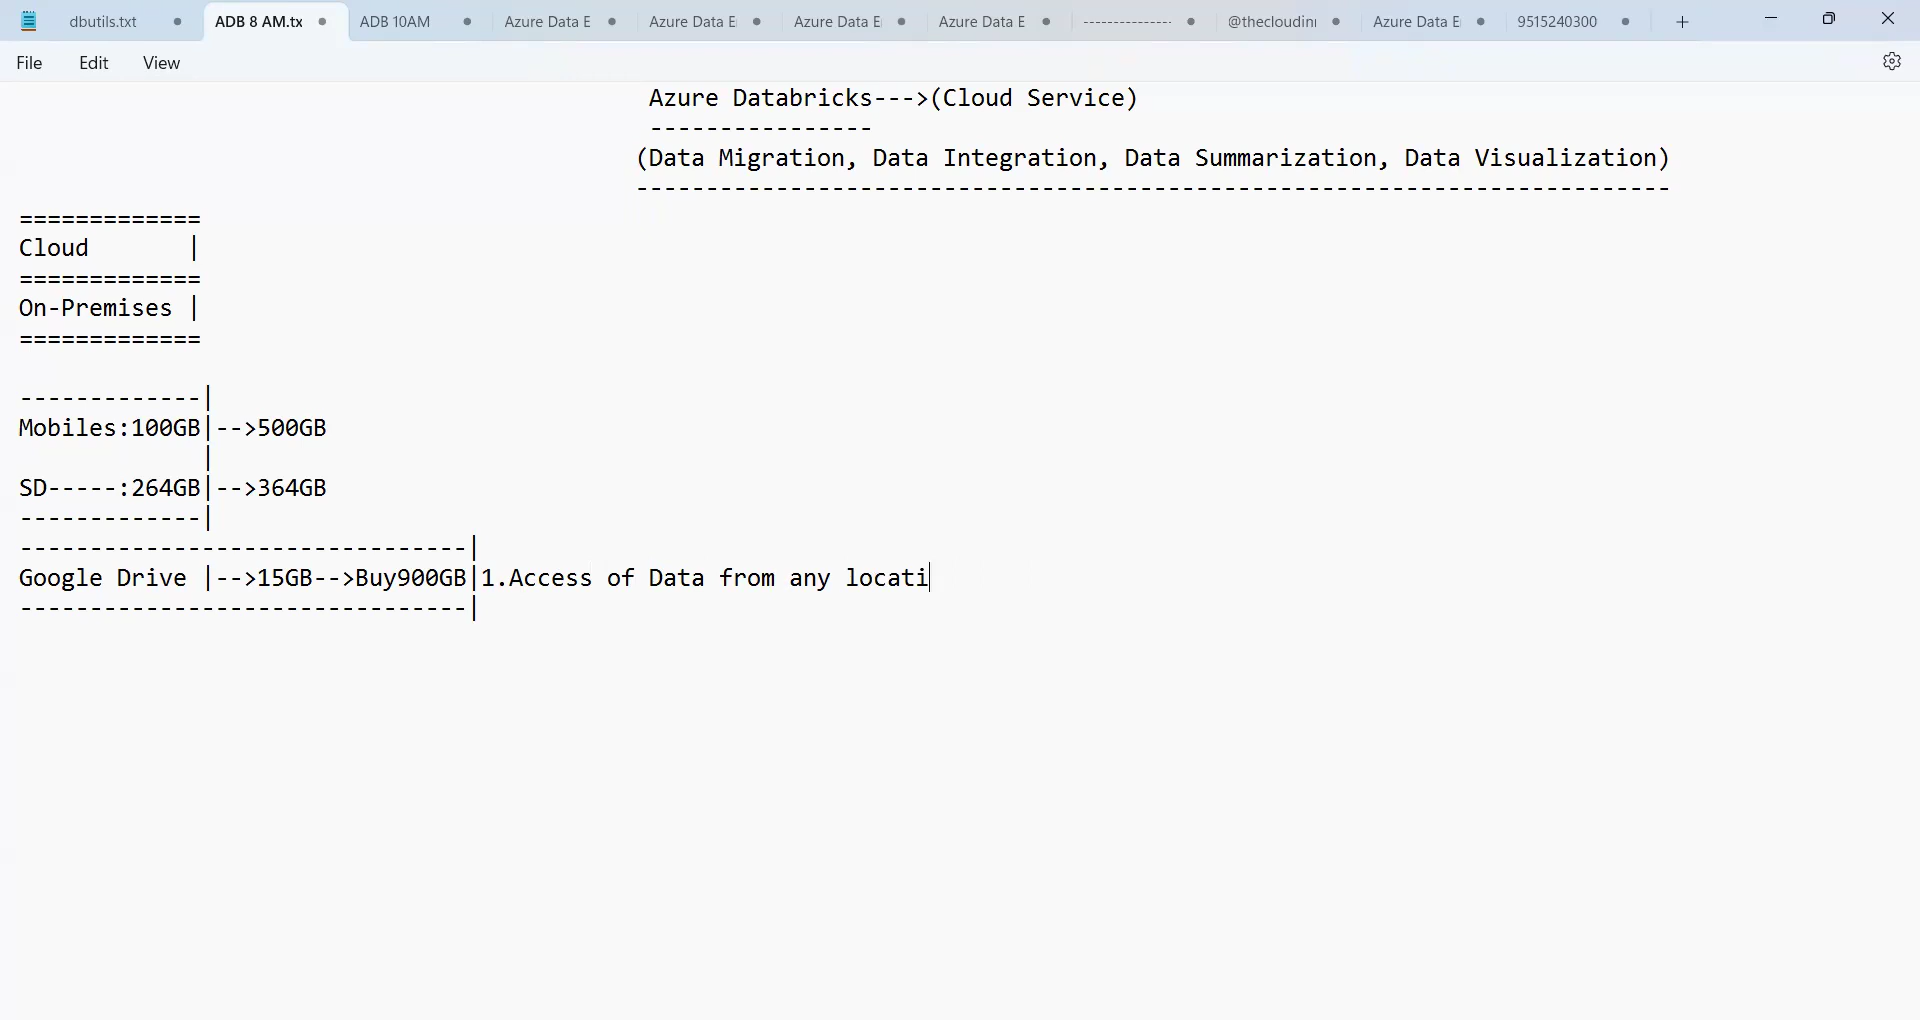 dbutils.txt ADB 8 AM.tx ADB 10AM Azure Data E Azure Data E Azure Data E Azure Data E --------------- @thecloudin Azure Data E 9515240300
File Edit View
Azure Databricks--->(Cloud Service)
----------------
(Data Migration, Data Integration, Data Summarization, Data Visualization)
--------------------------------------------------------------------------
=============
Cloud |
=============
On-Premises |
=============
-------------|
Mobiles:100GB|-->500GB
|
SD-----:264GB|-->364GB
-------------|
--------------------------------|
Google Drive |-->15GB-->Buy900GB|1.Access of Data from any locati
--------------------------------|